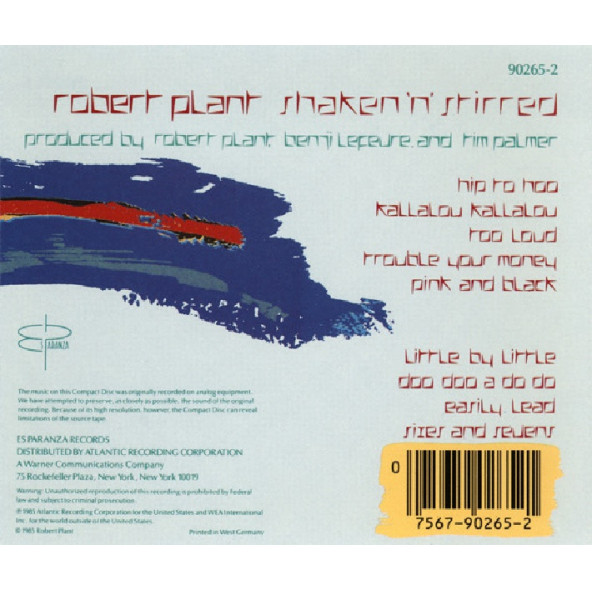 90265-2
robert plant shaken 'n' stirred
produced by robert plant, benji lefevre, and tim palmer
hip to hoo
kallalou kallalou
too loud
trouble your money
pink and black
little by little
doo doo a do do
easily lead
sixes and sevens
ES PARANZA
The music on this Compact Disc was originally recorded on analog equipment.
We have attempted to preserve, as closely as possible, the sound of the original
recording. Because of its high resolution, however, the Compact Disc can reveal
limitations of the source tape.
ES PARANZA RECORDS
DISTRIBUTED BY ATLANTIC RECORDING CORPORATION
A Warner Communications Company
75 Rockefeller Plaza, New York, New York 10019
Warning: Unauthorized reproduction of this recording is prohibited by Federal
law and subject to criminal prosecution.
℗ 1985 Atlantic Recording Corporation for the United States and WEA International
Inc. for the world outside of the United States.
© 1985 Robert Plant
Printed in West Germany
0
7567-90265-2